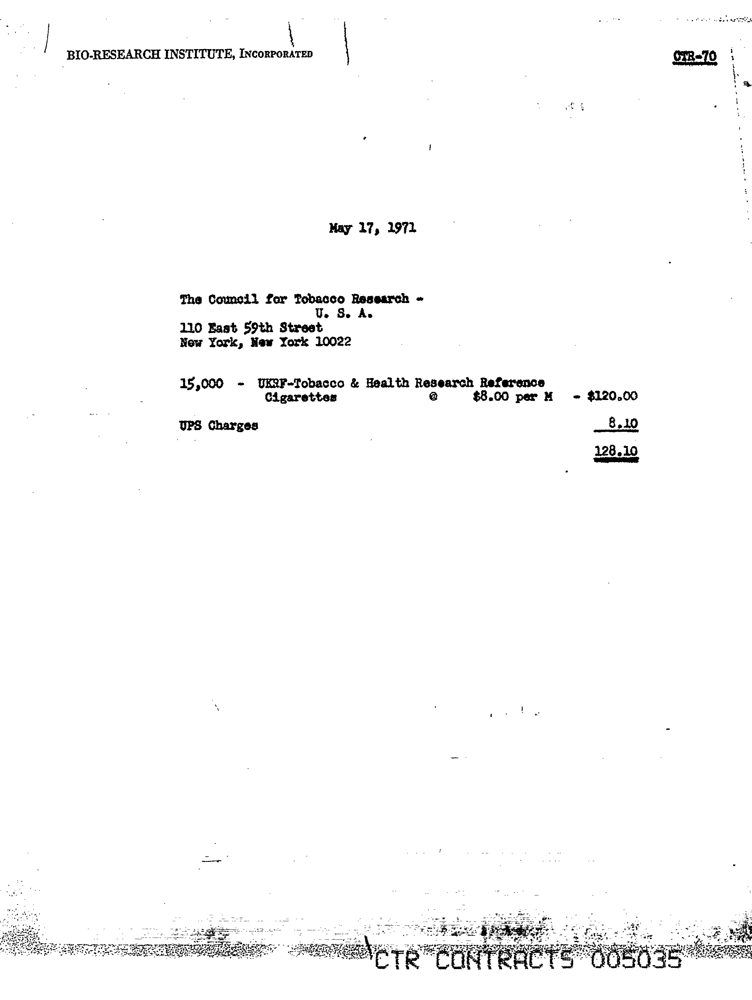 BIO-RESEARCH INSTITUTE, INCORPORATED
CTR-70
May 17, 1971
The Council for Tobacco Research -
U. S. A.
110 East 59th Street
New York, New York 10022
15,000 - UKRF-Tobacco & Health Research Reference
Cigarettes @ $8.00 per M - $120.00
UPS Charges 8.10
128.10
CTR CONTRACTS 005035